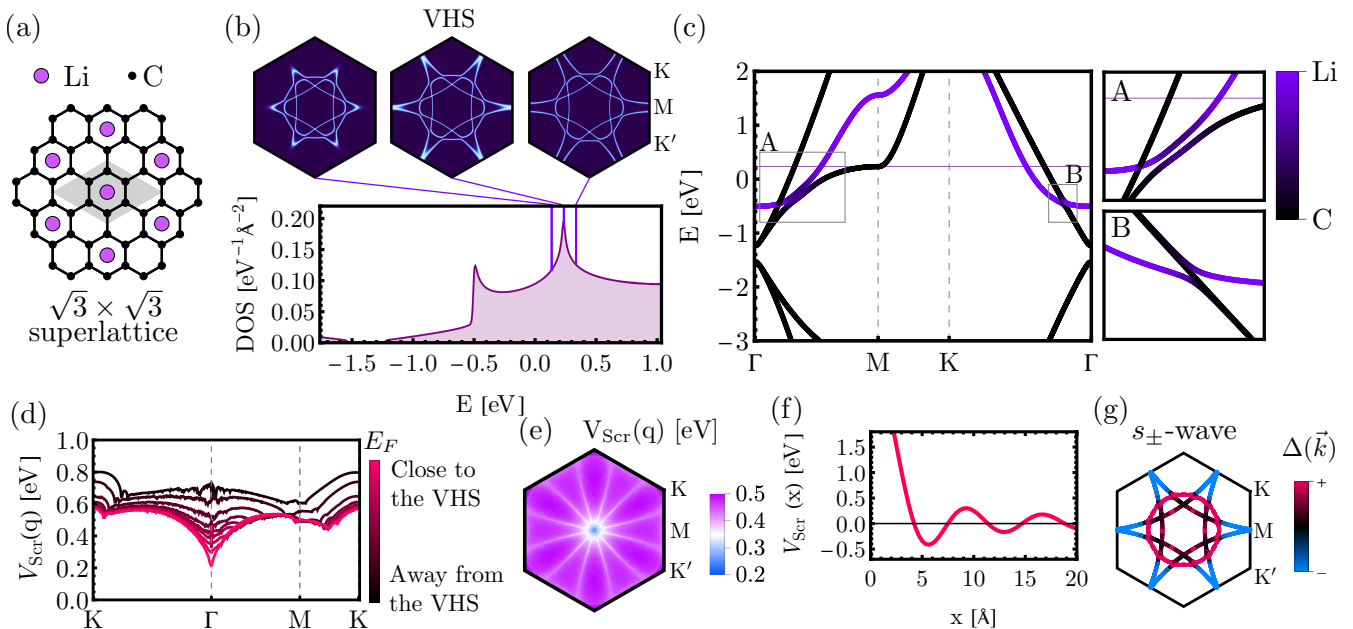 (a)
Li
C
√3 × √3
superlattice
(b)
VHS
K
M
K′
DOS [eV⁻¹Å⁻²]
0.20
0.15
0.10
0.05
0.00
−1.5
−1.0
−0.5
0.0
0.5
1.0
E [eV]
(c)
E [eV]
2
1
0
−1
−2
−3
A
B
Γ
M
K
Γ
A
B
Li
C
(d)
V_Scr(q) [eV]
1.0
0.8
0.6
0.4
0.2
0.0
K
Γ
M
K
E_F
Close to
the VHS
Away from
the VHS
(e)
V_Scr(q) [eV]
K
M
K′
0.5
0.4
0.3
0.2
(f)
V_Scr (x) [eV]
1.5
1.0
0.5
0.0
−0.5
0
5
10
15
20
x [Å]
(g)
s±-wave
K
M
K′
Δ(k⃗)
+
−